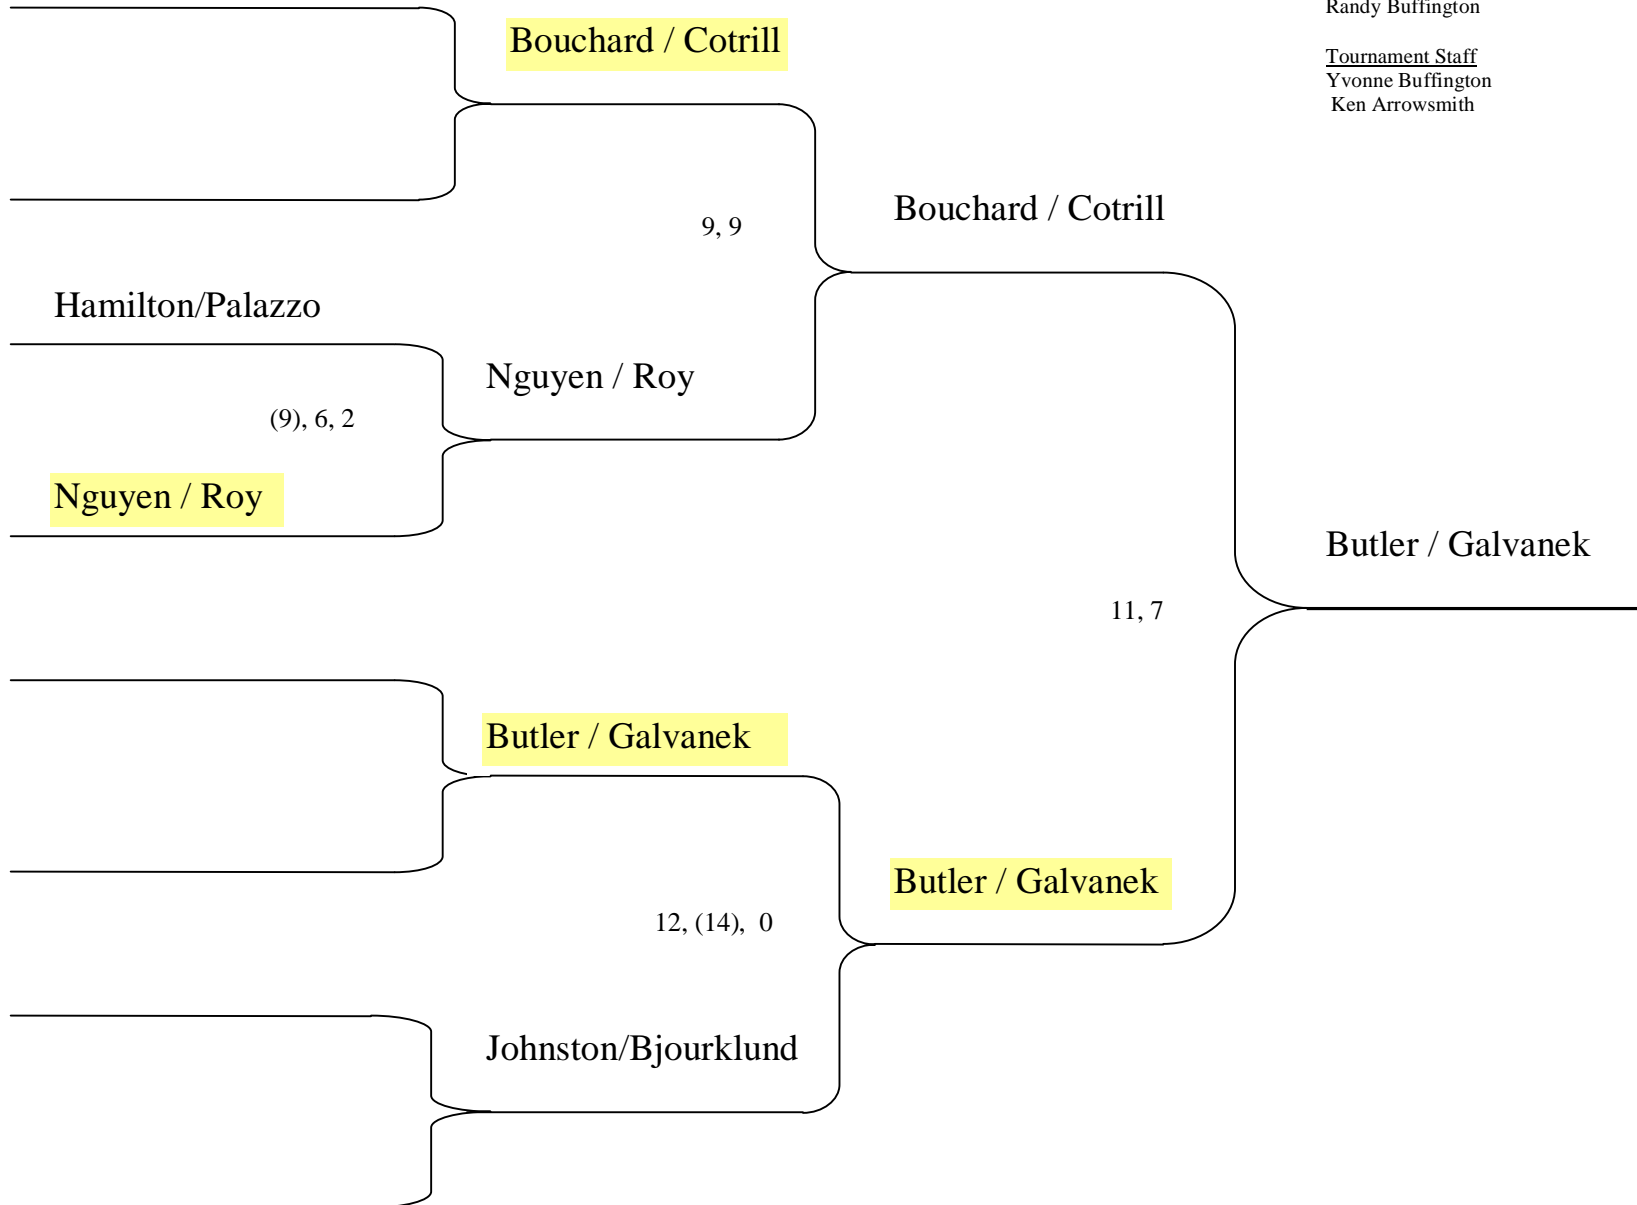 Randy Buffington
Bouchard / Cotrill
Tournament Staff
Yvonne Buffington
Ken Arrowsmith
Bouchard / Cotrill
9, 9
Hamilton/Palazzo
Nguyen / Roy
(9), 6, 2
Nguyen / Roy
Butler / Galvanek
11, 7
Butler / Galvanek
Butler / Galvanek
12, (14), 0
Johnston/Bjourklund